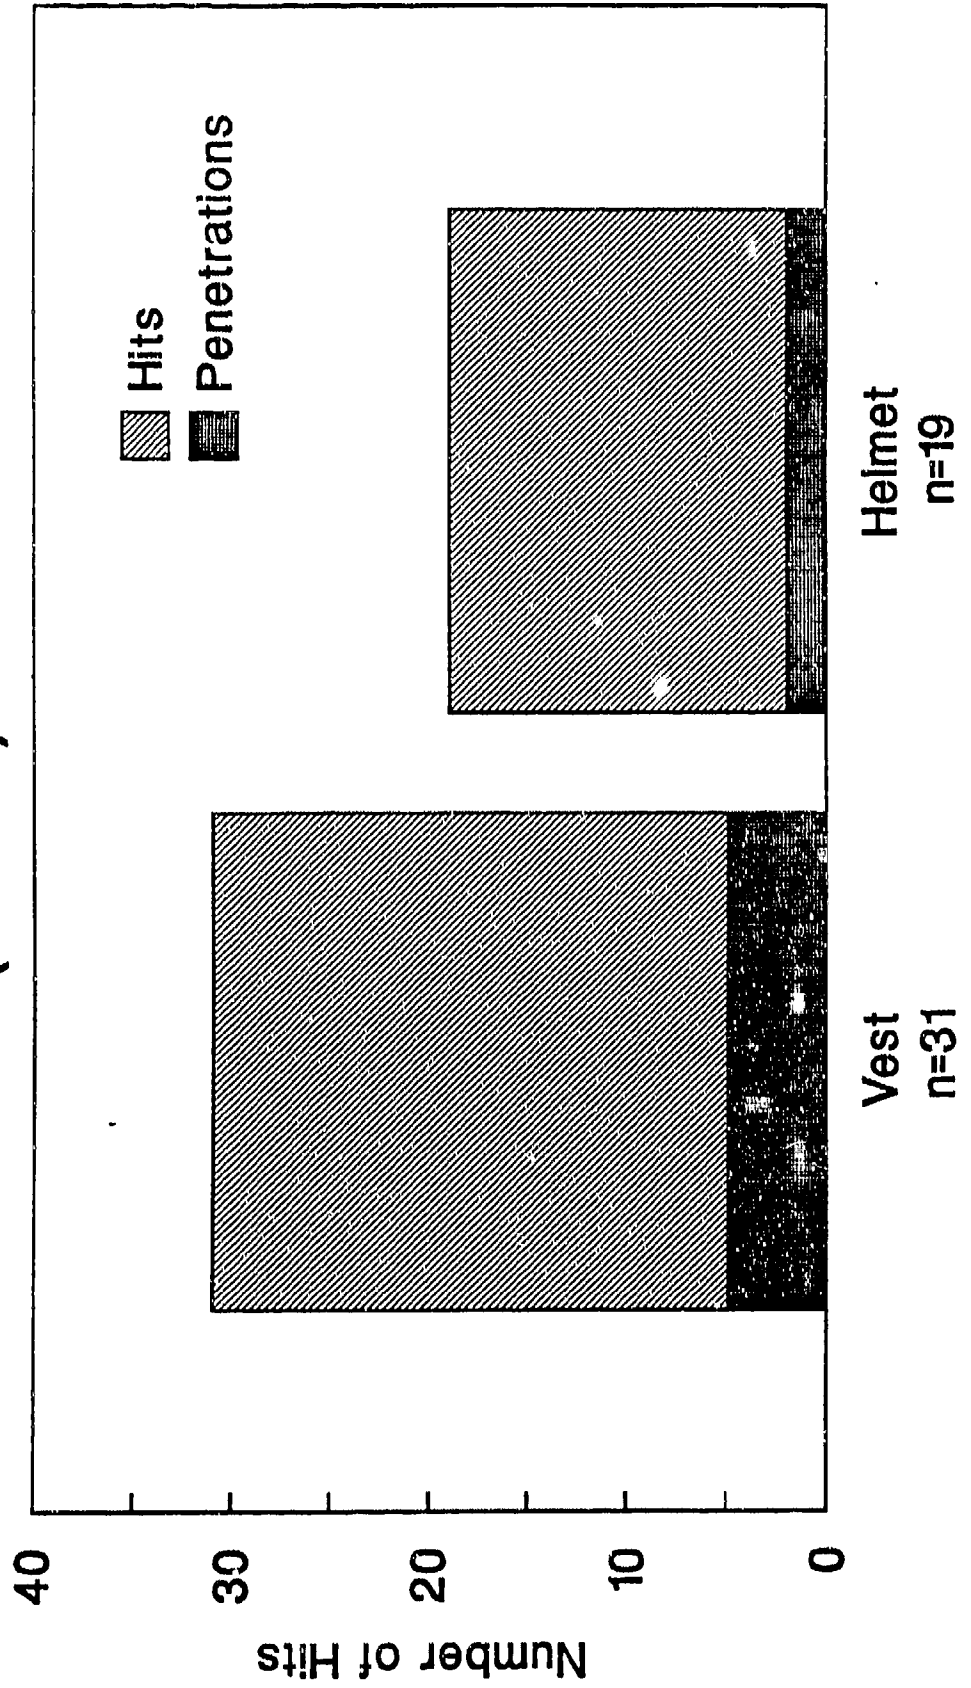 Hits
Penetrations
40
30
20
10
0
Number of Hits
Vest
n=31
Helmet
n=19